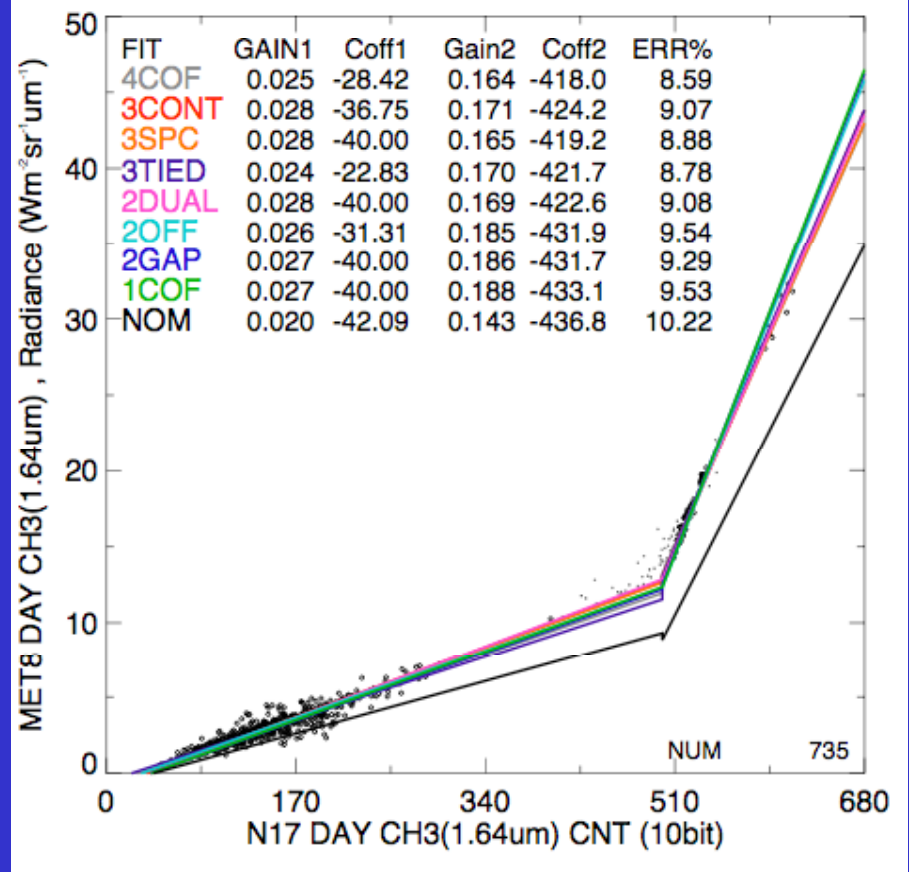 50
FIT GAIN1 Coff1 Gain2 Coff2 ERR%
4COF 0.025 -28.42 0.164 -418.0 8.59
3CONT 0.028 -36.75 0.171 -424.2 9.07
3SPC 0.028 -40.00 0.165 -419.2 8.88
3TIED 0.024 -22.83 0.170 -421.7 8.78
40
2DUAL 0.028 -40.00 0.169 -422.6 9.08
2OFF 0.026 -31.31 0.185 -431.9 9.54
2GAP 0.027 -40.00 0.186 -431.7 9.29
1COF 0.027 -40.00 0.188 -433.1 9.53
30
NOM 0.020 -42.09 0.143 -436.8 10.22
MET8 DAY CH3(1.64um) , Radiance (Wm⁻²sr⁻¹um⁻¹)
20
10
NUM 735
0
0 170 340 510 680
N17 DAY CH3(1.64um) CNT (10bit)